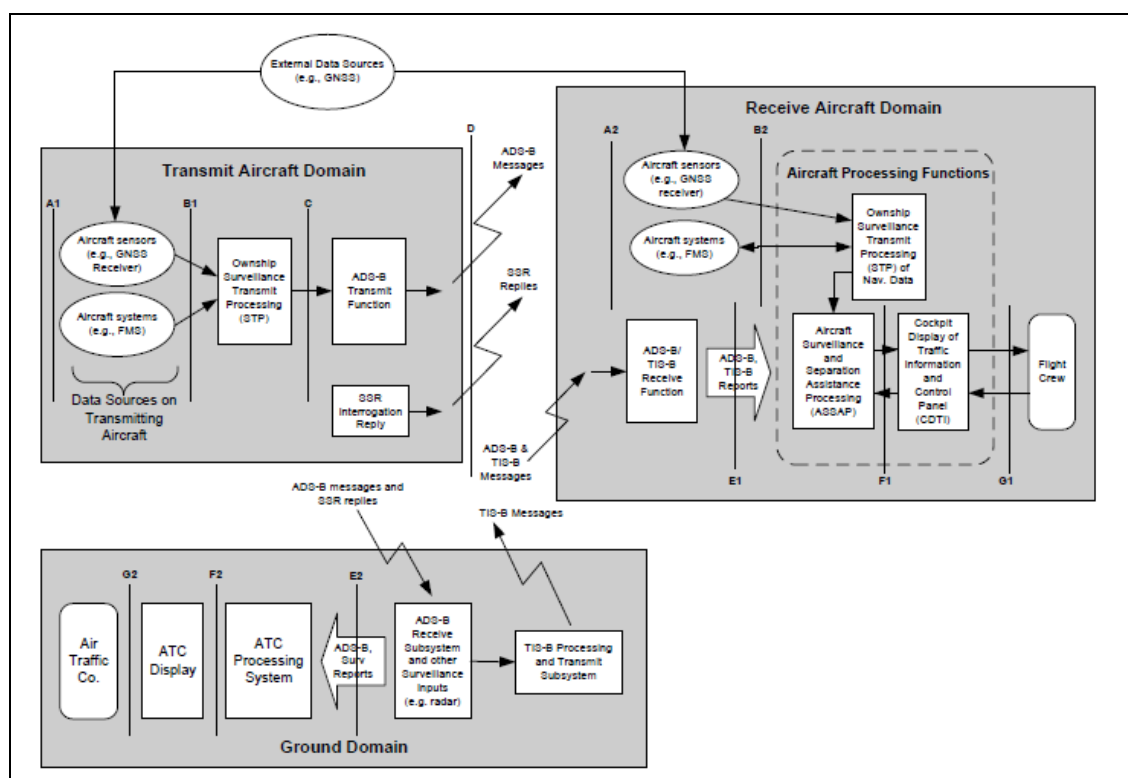 External Data Sources
(e.g., GNSS)
Transmit Aircraft Domain
A1
B1
C
D
Aircraft sensors
(e.g., GNSS
Receiver)
Aircraft systems
(e.g., FMS)
Ownship
Surveillance
Transmit
Processing
(STP)
ADS-B
Transmit
Function
SSR
Interrogation
Reply
Data Sources on
Transmitting
Aircraft
ADS-B
Messages
SSR
Replies
ADS-B &
TIS-B
Messages
Receive Aircraft Domain
A2
B2
Aircraft sensors
(e.g., GNSS
receiver)
Aircraft systems
(e.g., FMS)
Aircraft Processing Functions
Ownship
Surveillance
Transmit
Processing
(STP) of
Nav. Data
ADS-B/
TIS-B
Receive
Function
ADS-B,
TIS-B
Reports
Aircraft
Surveillance
and
Separation
Assistance
Processing
(ASSAP)
Cockpit
Display of
Traffic
Information
and
Control
Panel
(CDTI)
Flight
Crew
E1
F1
G1
ADS-B messages and
SSR replies
TIS-B Messages
G2
F2
E2
Air
Traffic
Co.
ATC
Display
ATC
Processing
System
ADS-B,
Surv
Reports
ADS-B
Receive
Subsystem
and other
Surveillance
Inputs
(e.g. radar)
TIS-B Processing
and Transmit
Subsystem
Ground Domain